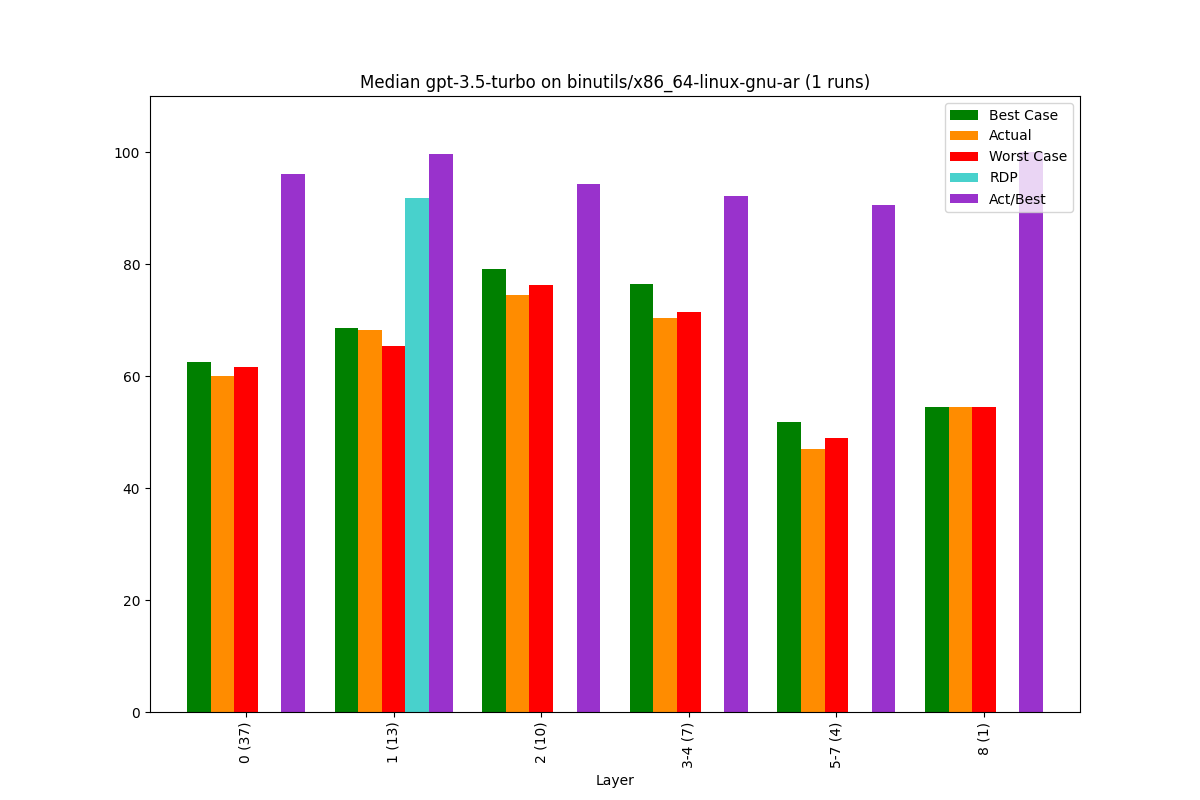 Median gpt-3.5-turbo on binutils/x86_64-linux-gnu-ar (1 runs)
Best Case
Actual
Worst Case
RDP
Act/Best
100
80
60
40
20
0
0 (37)
1 (13)
2 (10)
3-4 (7)
5-7 (4)
8 (1)
Layer